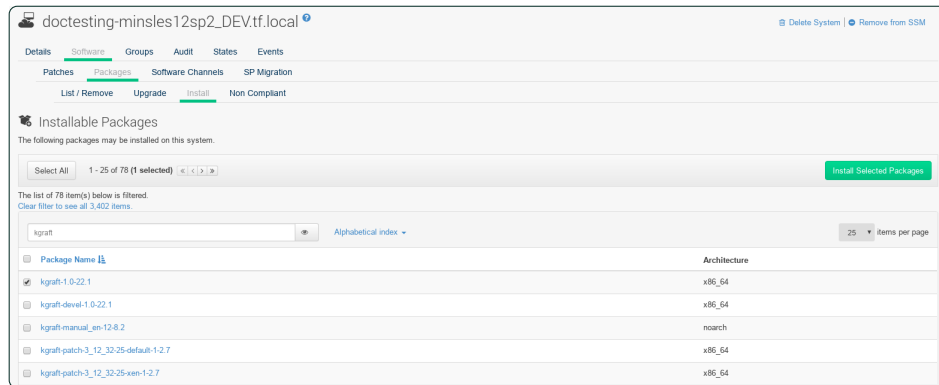 doctesting-minsles12sp2_DEV.tf.local ?
Delete System | Remove from SSM
Details Software Groups Audit States Events
Patches Packages Software Channels SP Migration
List / Remove Upgrade Install Non Compliant
Installable Packages
The following packages may be installed on this system.
Select All 1 - 25 of 78 (1 selected) « < > » Install Selected Packages
The list of 78 item(s) below is filtered.
Clear filter to see all 3,402 items.
kgraft Alphabetical index 25 items per page
Package Name Architecture
kgraft-1.0-22.1 x86_64
kgraft-devel-1.0-22.1 x86_64
kgraft-manual_en-12-8.2 noarch
kgraft-patch-3_12_32-25-default-1-2.7 x86_64
kgraft-patch-3_12_32-25-xen-1-2.7 x86_64